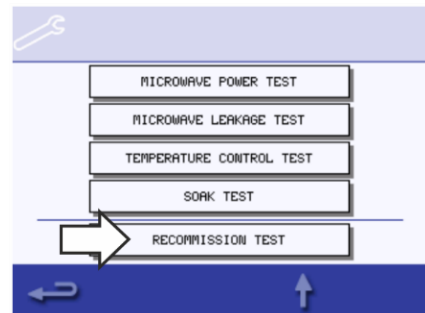 MICROWAVE POWER TEST
MICROWAVE LEAKAGE TEST
TEMPERATURE CONTROL TEST
SOAK TEST
RECOMMISSION TEST